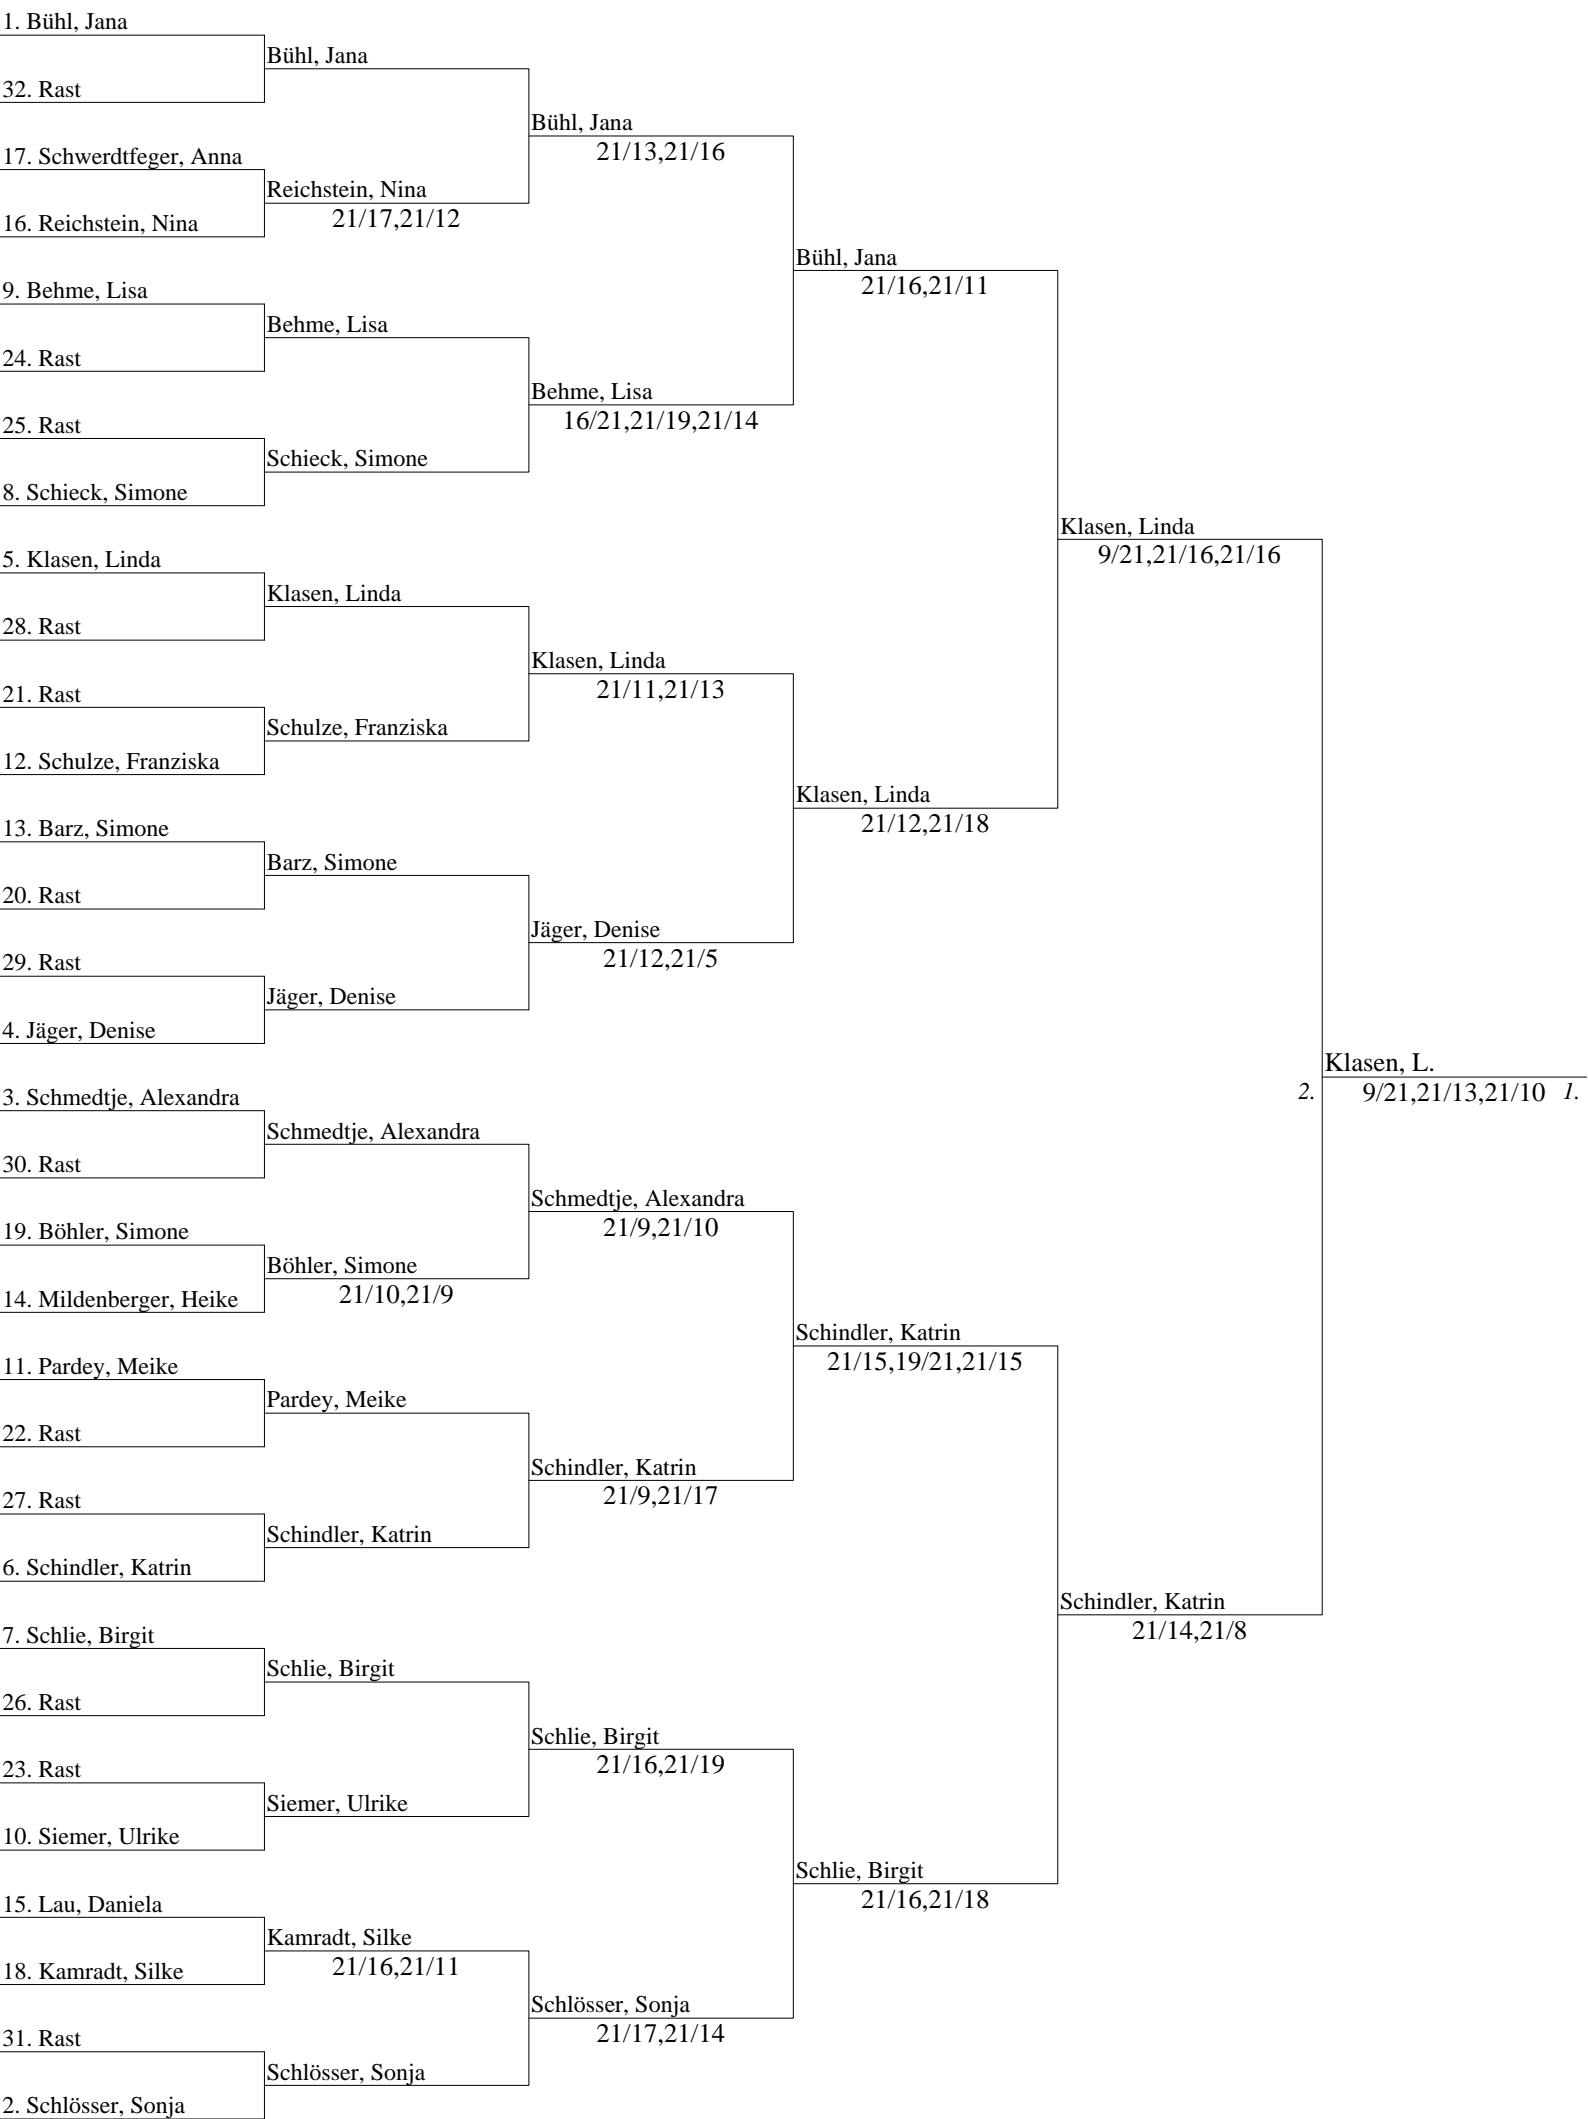 1. Bühl, Jana
Bühl, Jana
32. Rast
Bühl, Jana
21/13,21/16
17. Schwerdtfeger, Anna
Reichstein, Nina
21/17,21/12
16. Reichstein, Nina
Bühl, Jana
21/16,21/11
9. Behme, Lisa
Behme, Lisa
24. Rast
Behme, Lisa
16/21,21/19,21/14
25. Rast
Schieck, Simone
8. Schieck, Simone
Klasen, Linda
9/21,21/16,21/16
5. Klasen, Linda
Klasen, Linda
28. Rast
Klasen, Linda
21/11,21/13
21. Rast
Schulze, Franziska
12. Schulze, Franziska
Klasen, Linda
21/12,21/18
13. Barz, Simone
Barz, Simone
20. Rast
Jäger, Denise
21/12,21/5
29. Rast
Jäger, Denise
4. Jäger, Denise
Klasen, L.
2.
9/21,21/13,21/10 1.
3. Schmedtje, Alexandra
Schmedtje, Alexandra
30. Rast
Schmedtje, Alexandra
21/9,21/10
19. Böhler, Simone
Böhler, Simone
21/10,21/9
14. Mildenberger, Heike
Schindler, Katrin
21/15,19/21,21/15
11. Pardey, Meike
Pardey, Meike
22. Rast
Schindler, Katrin
21/9,21/17
27. Rast
Schindler, Katrin
6. Schindler, Katrin
Schindler, Katrin
21/14,21/8
7. Schlie, Birgit
Schlie, Birgit
26. Rast
Schlie, Birgit
21/16,21/19
23. Rast
Siemer, Ulrike
10. Siemer, Ulrike
Schlie, Birgit
21/16,21/18
15. Lau, Daniela
Kamradt, Silke
21/16,21/11
18. Kamradt, Silke
Schlösser, Sonja
21/17,21/14
31. Rast
Schlösser, Sonja
2. Schlösser, Sonja